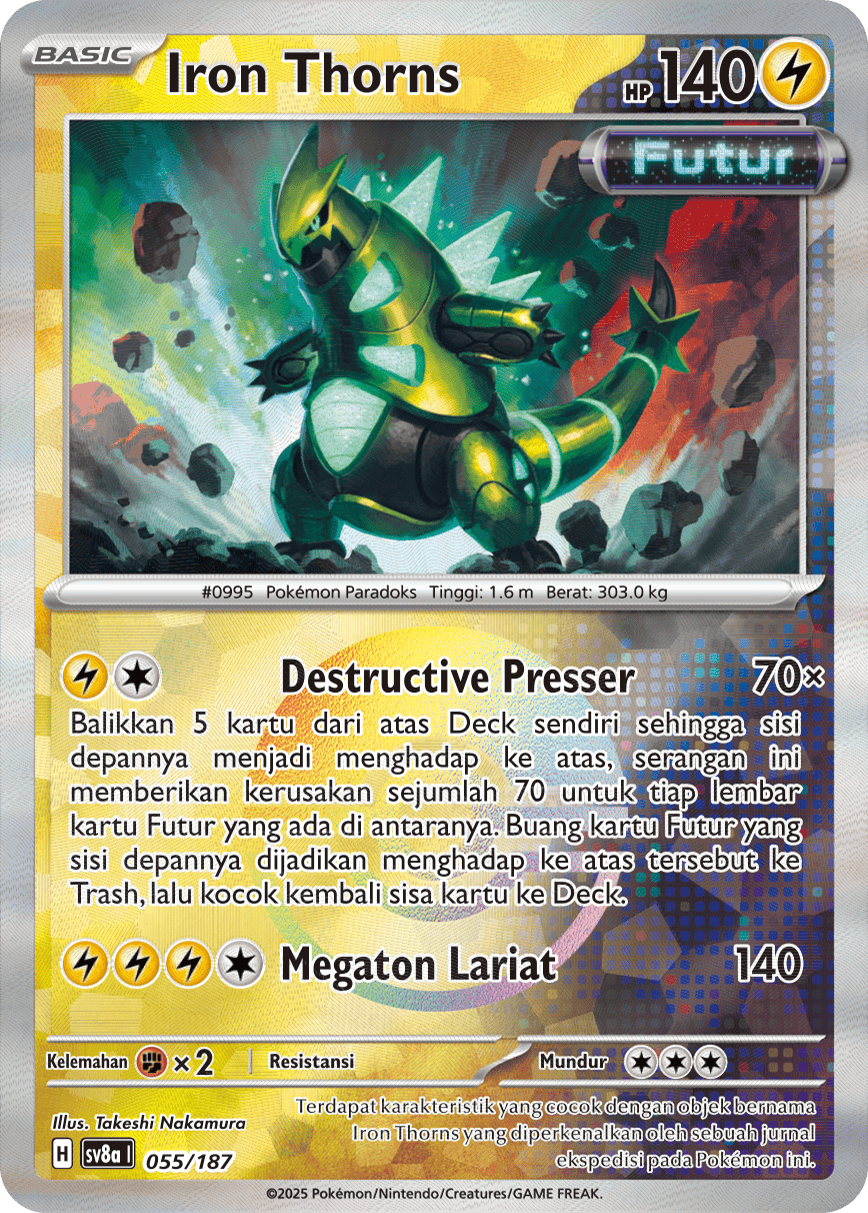 BASIC
Iron Thorns
HP 140
Futur
#0995 Pokémon Paradoks Tinggi: 1.6 m Berat: 303.0 kg
Destructive Presser 70×
Balikkan 5 kartu dari atas Deck sendiri sehingga sisi
depannya menjadi menghadap ke atas, serangan ini
memberikan kerusakan sejumlah 70 untuk tiap lembar
kartu Futur yang ada di antaranya. Buang kartu Futur yang
sisi depannya dijadikan menghadap ke atas tersebut ke
Trash, lalu kocok kembali sisa kartu ke Deck.
Megaton Lariat 140
Kelemahan ×2 Resistansi Mundur
Illus. Takeshi Nakamura
H sv8a I 055/187
Terdapat karakteristik yang cocok dengan objek bernama
Iron Thorns yang diperkenalkan oleh sebuah jurnal
ekspedisi pada Pokémon ini.
©2025 Pokémon/Nintendo/Creatures/GAME FREAK.